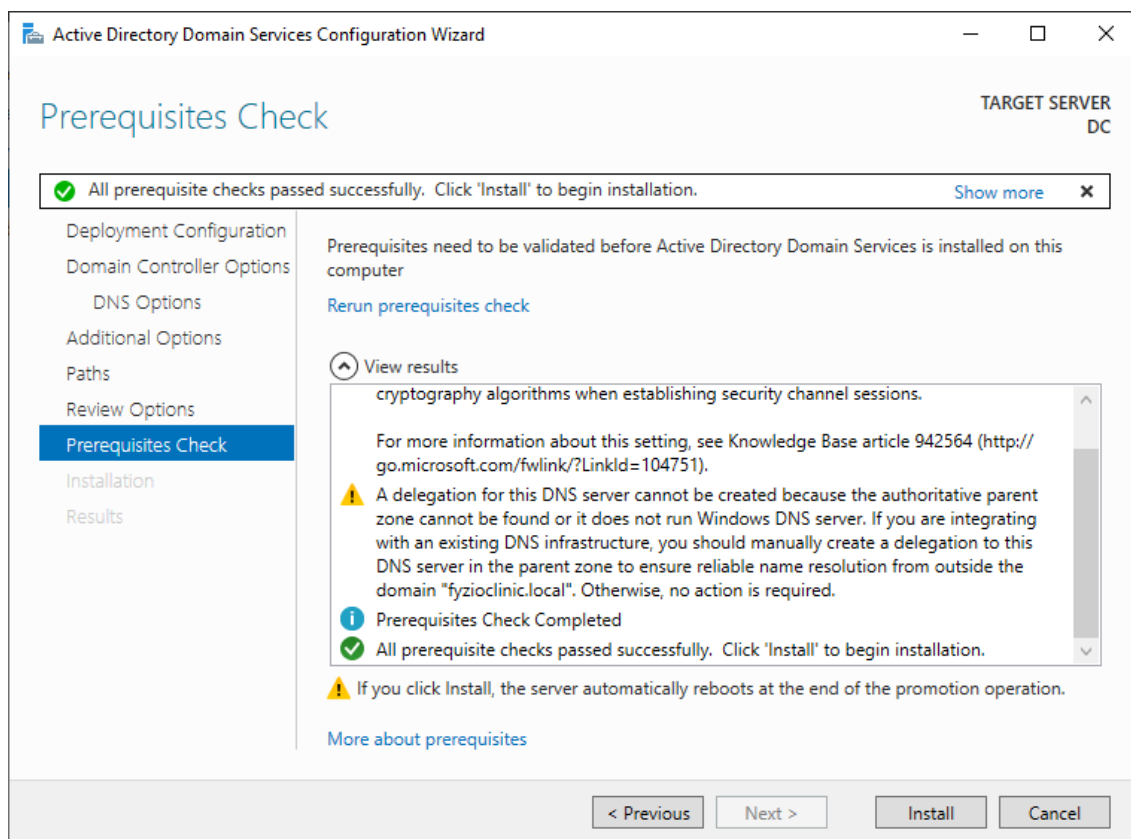 Active Directory Domain Services Configuration Wizard
Prerequisites Check
TARGET SERVER
DC
All prerequisite checks passed successfully. Click 'Install' to begin installation.
Show more
Deployment Configuration
Domain Controller Options
DNS Options
Additional Options
Paths
Review Options
Prerequisites Check
Installation
Results
Prerequisites need to be validated before Active Directory Domain Services is installed on this
computer
Rerun prerequisites check
View results
cryptography algorithms when establishing security channel sessions.
For more information about this setting, see Knowledge Base article 942564 (http://
go.microsoft.com/fwlink/?LinkId=104751).
A delegation for this DNS server cannot be created because the authoritative parent
zone cannot be found or it does not run Windows DNS server. If you are integrating
with an existing DNS infrastructure, you should manually create a delegation to this
DNS server in the parent zone to ensure reliable name resolution from outside the
domain "fyzioclinic.local". Otherwise, no action is required.
Prerequisites Check Completed
All prerequisite checks passed successfully. Click 'Install' to begin installation.
If you click Install, the server automatically reboots at the end of the promotion operation.
More about prerequisites
< Previous
Next >
Install
Cancel